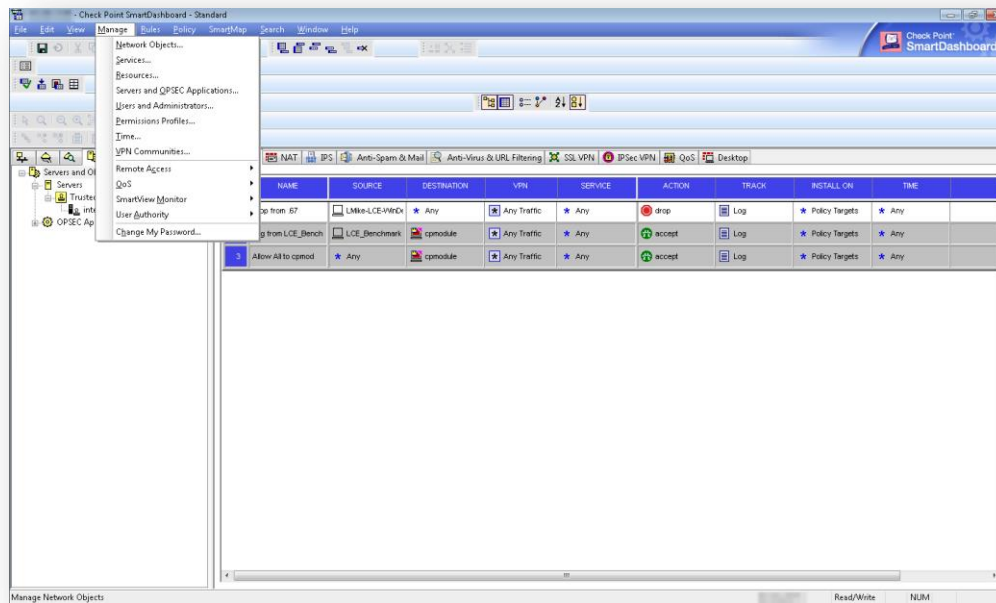 - Check Point SmartDashboard - Standard
File Edit View Manage Rules Policy SmartMap Search Window Help
Check Point
SmartDashboard
Network Objects...
Services...
Resources...
Servers and OPSEC Applications...
Users and Administrators...
Permissions Profiles...
Time...
VPN Communities...
Remote Access
QoS
SmartView Monitor
User Authority
Change My Password...
NAT IPS Anti-Spam & Mail Anti-Virus & URL Filtering SSL VPN IPSec VPN QoS Desktop
Servers and O
Servers
Trusted
inte
OPSEC Ap
NAME SOURCE DESTINATION VPN SERVICE ACTION TRACK INSTALL ON TIME
op from .67 LMike-LCE-WinD Any Any Traffic Any drop Log Policy Targets Any
g from LCE_Bench LCE_Benchmark cpmodule Any Traffic Any accept Log Policy Targets Any
3 Allow All to cpmod Any cpmodule Any Traffic Any accept Log Policy Targets Any
Manage Network Objects Read/Write NUM